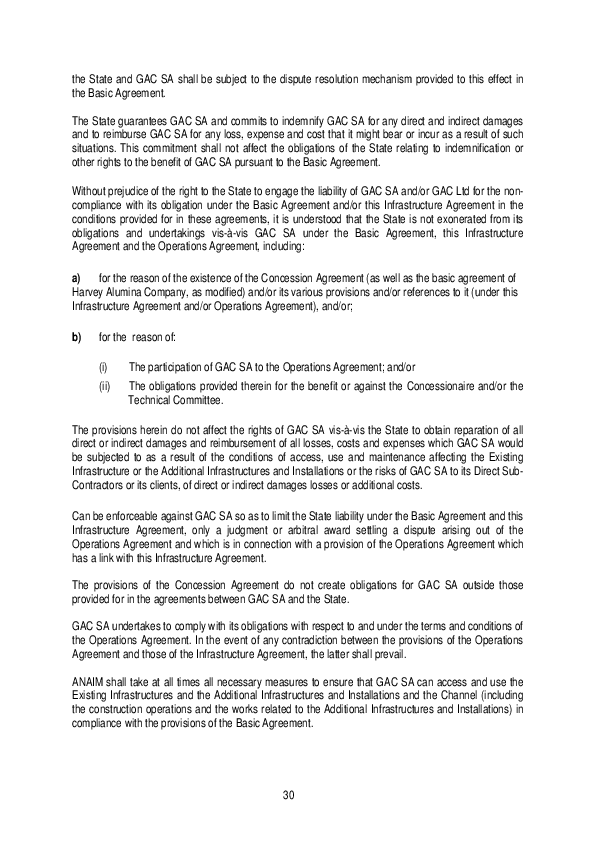 the State and GAC SA shall be subject to the dispute resolution mechanism provided to this effect in
the Basic Agreement.
The State guarantees GAC SA and commits to indemnify GAC SA for any direct and indirect damages
and to reimburse GAC SA for any loss, expense and cost that it might bear or incur as a result of such
situations. This commitment shall not affect the obligations of the State relating to indemnification or
other rights to the benefit of GAC SA pursuant to the Basic Agreement.
Without prejudice of the right to the State to engage the liability of GAC SA and/or GAC Ltd for the non-
compliance with its obligation under the Basic Agreement and/or this Infrastructure Agreement in the
conditions provided for in these agreements, it is understood that the State is not exonerated from its
obligations and undertakings vis-à-vis GAC SA under the Basic Agreement, this Infrastructure
Agreement and the Operations Agreement, including:
a) for the reason of the existence of the Concession Agreement (as well as the basic agreement of
Harvey Alumina Company, as modified) and/or its various provisions and/or references to it (under this
Infrastructure Agreement and/or Operations Agreement), and/or;
b) for the reason of:
(i) The participation of GAC SA to the Operations Agreement; and/or
(ii) The obligations provided therein for the benefit or against the Concessionaire and/or the
Technical Committee.
The provisions herein do not affect the rights of GAC SA vis-à-vis the State to obtain reparation of all
direct or indirect damages and reimbursement of all losses, costs and expenses which GAC SA would
be subjected to as a result of the conditions of access, use and maintenance affecting the Existing
Infrastructure or the Additional Infrastructures and Installations or the risks of GAC SA to its Direct Sub-
Contractors or its clients, of direct or indirect damages losses or additional costs.
Can be enforceable against GAC SA so as to limit the State liability under the Basic Agreement and this
Infrastructure Agreement, only a judgment or arbitral award settling a dispute arising out of the
Operations Agreement and which is in connection with a provision of the Operations Agreement which
has a link with this Infrastructure Agreement.
The provisions of the Concession Agreement do not create obligations for GAC SA outside those
provided for in the agreements between GAC SA and the State.
GAC SA undertakes to comply with its obligations with respect to and under the terms and conditions of
the Operations Agreement. In the event of any contradiction between the provisions of the Operations
Agreement and those of the Infrastructure Agreement, the latter shall prevail.
ANAIM shall take at all times all necessary measures to ensure that GAC SA can access and use the
Existing Infrastructures and the Additional Infrastructures and Installations and the Channel (including
the construction operations and the works related to the Additional Infrastructures and Installations) in
compliance with the provisions of the Basic Agreement.
30